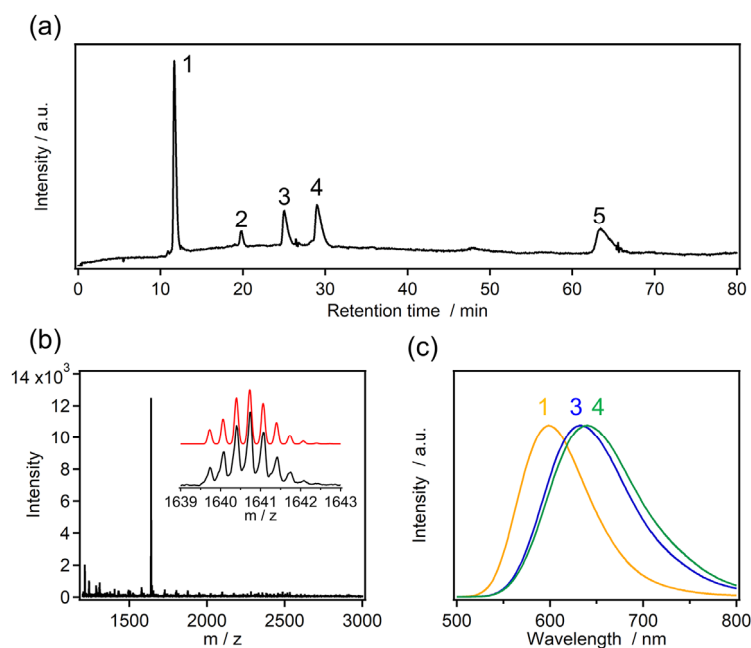 (a)
Intensity / a.u.
1
2
3
4
5
0 10 20 30 40 50 60 70 80
Retention time / min
(b)
14 x10³
12
10
8
6
4
2
0
Intensity
1639 1640 1641 1642 1643
m / z
1500 2000 2500 3000
m / z
(c)
Intensity / a.u.
1 3 4
500 600 700 800
Wavelength / nm